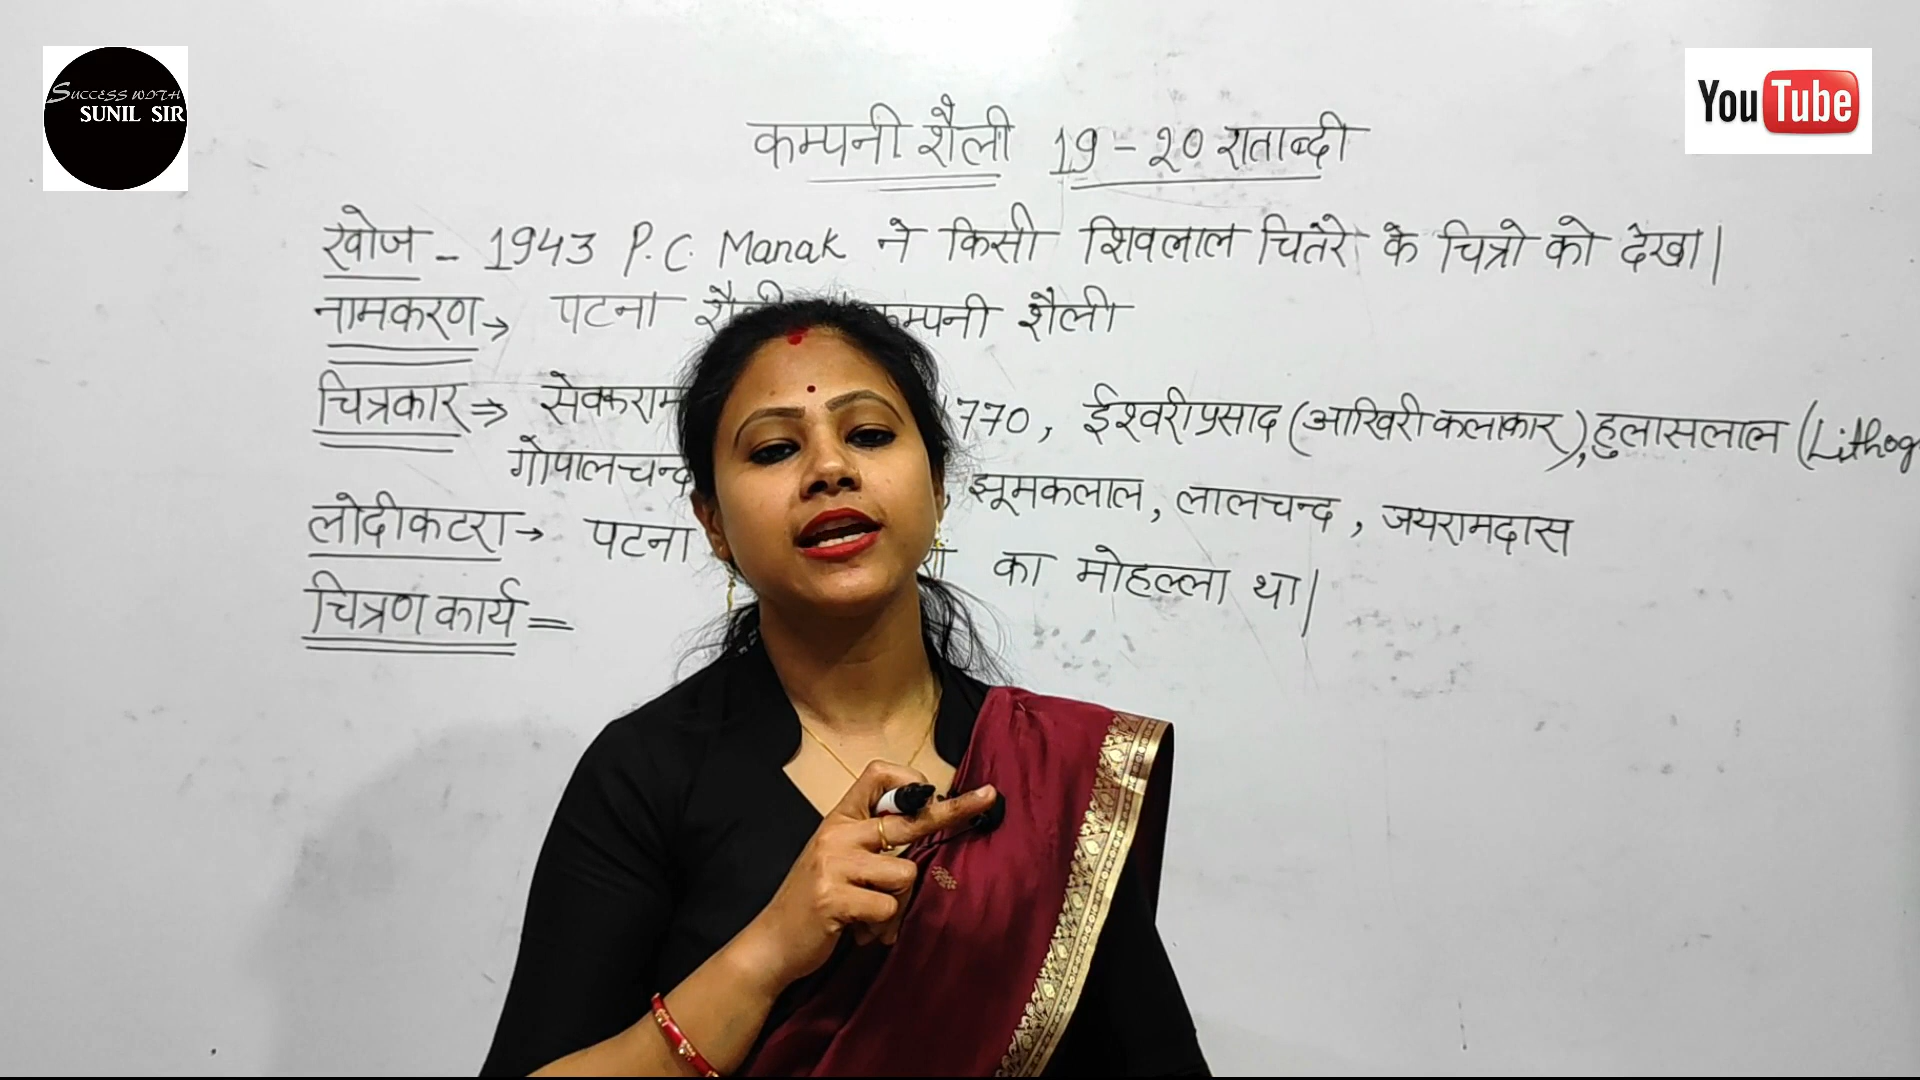 SUCCESS WITH
SUNIL SIR
YouTube
कम्पनी शैली 19 - २० शताब्दी
खोज - 1943 P.C. Manak ने किसी शिवलाल चितेरे के चित्रो को देखा।
नामकरण → पटना कम्पनी शैली
चित्रकार ⇒ सेवकराम 1770, ईश्वरीप्रसाद (आखिरी कलाकार), हुलासलाल (Lithog
गोपालचन्द , झूमकलाल, लालचन्द, जयरामदास
लोदीकटरा → पटना का मोहल्ला था।
चित्रण कार्य =